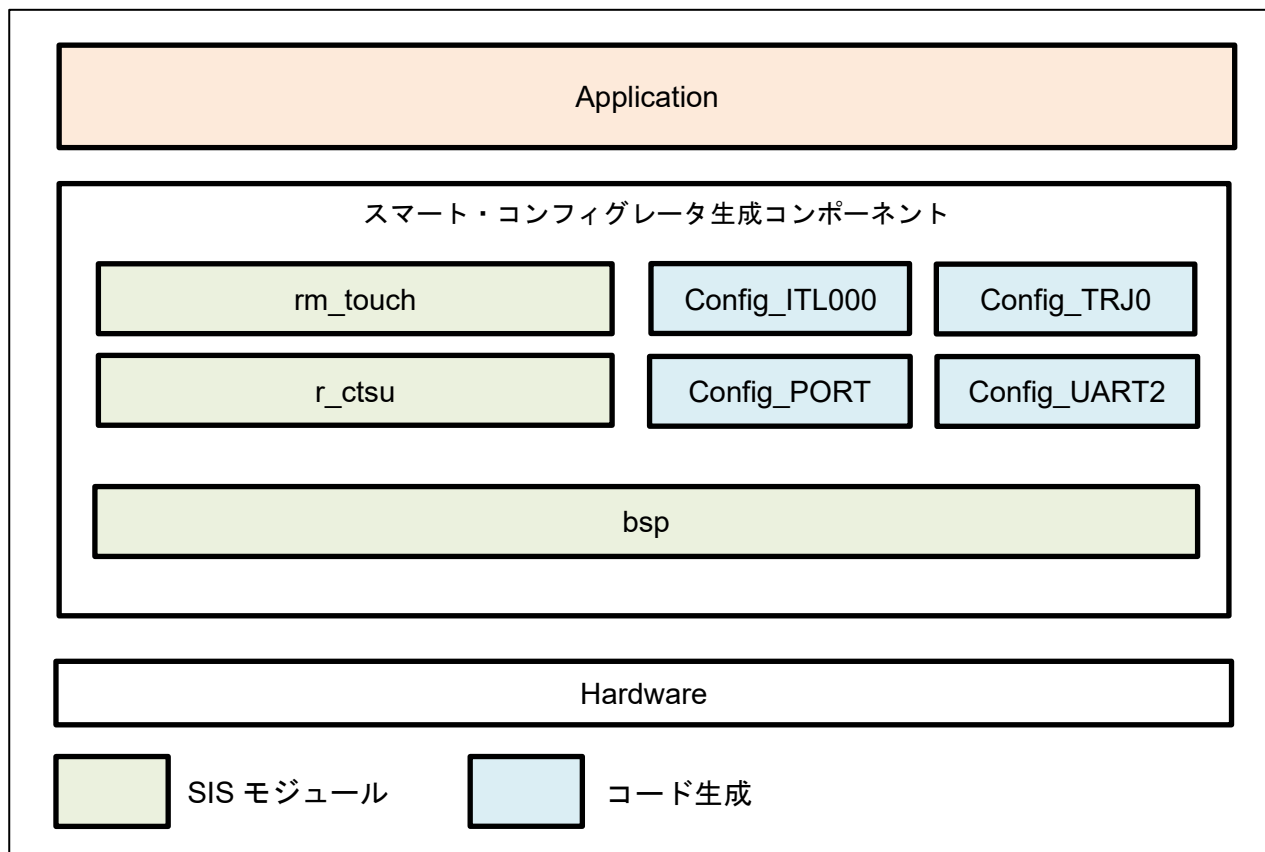 Application
スマート・コンフィグレータ生成コンポーネント
rm_touch
Config_ITL000
Config_TRJ0
r_ctsu
Config_PORT
Config_UART2
bsp
Hardware
SIS モジュール
コード生成